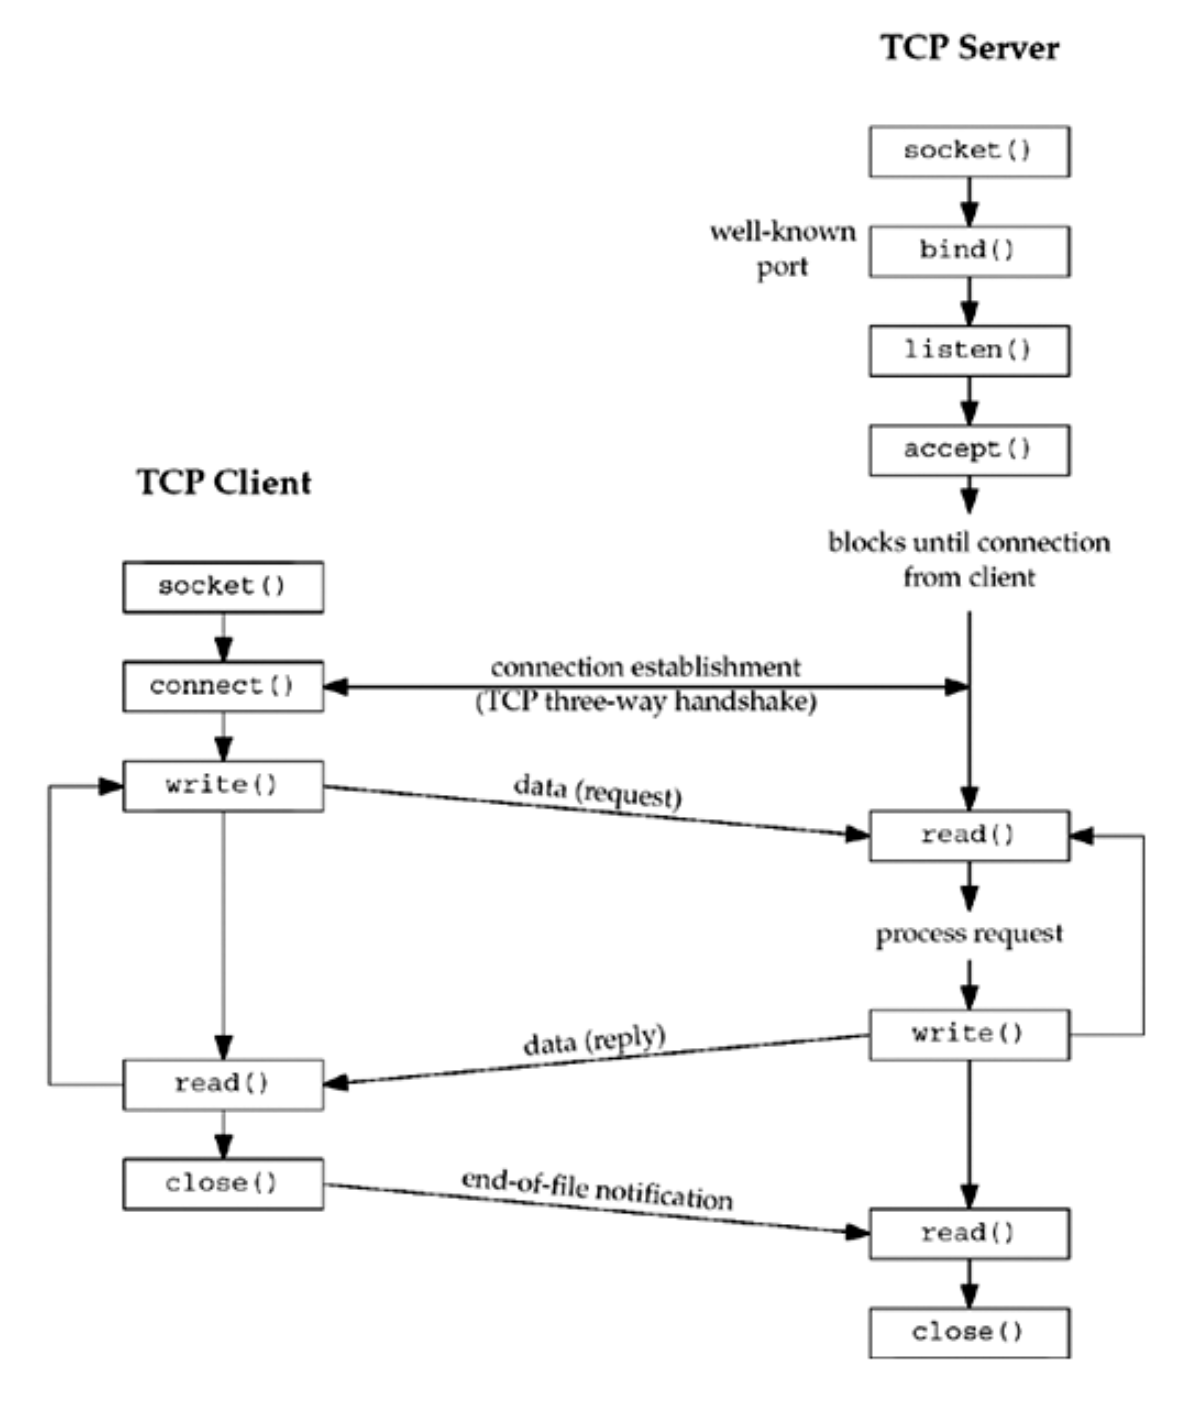 TCP Server
socket()
well-known
port
bind()
listen()
accept()
blocks until connection
from client
TCP Client
socket()
connect()
connection establishment
(TCP three-way handshake)
write()
data (request)
read()
process request
write()
data (reply)
read()
close()
end-of-file notification
read()
close()